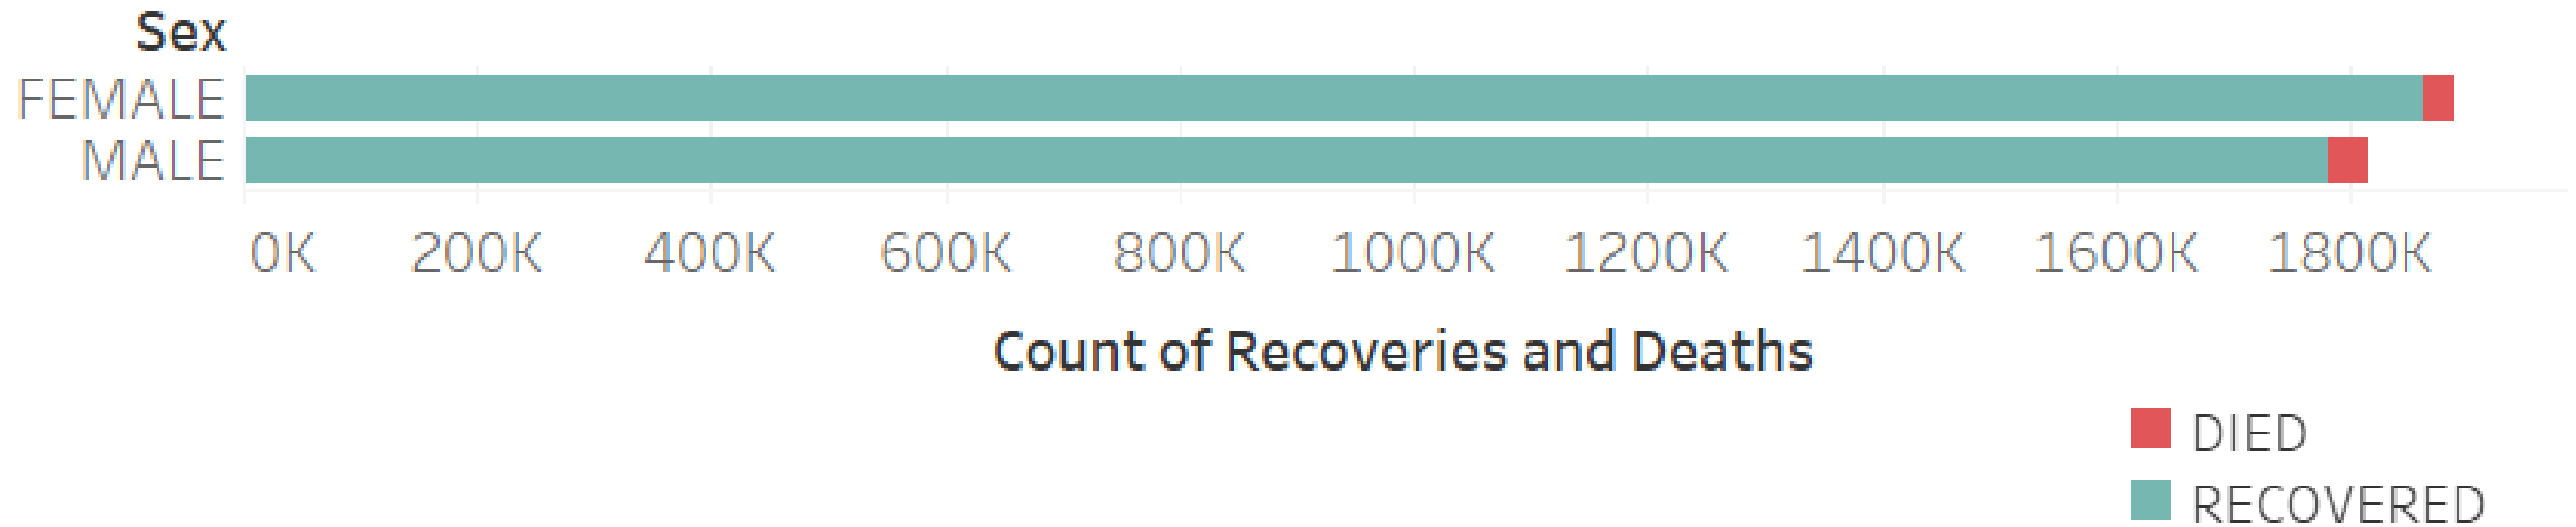 Sex
FEMALE
MALE
0K 200K 400K 600K 800K 1000K 1200K 1400K 1600K 1800K
Count of Recoveries and Deaths
DIED
RECOVERED